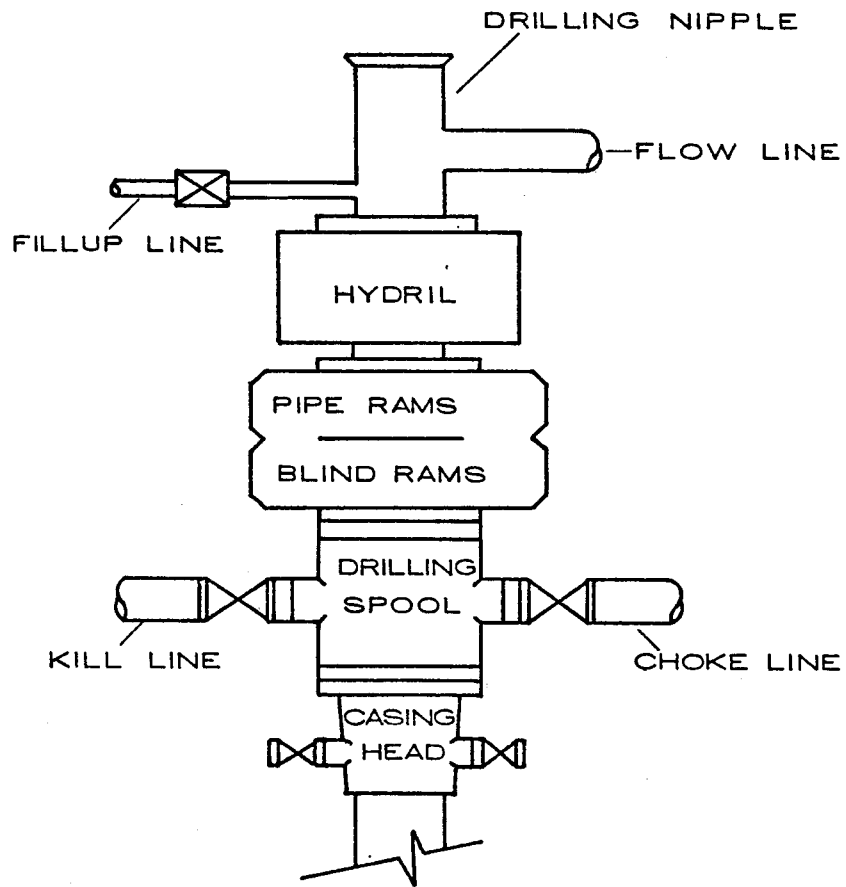 DRILLING NIPPLE
FLOW LINE
FILLUP LINE
HYDRIL
PIPE RAMS
BLIND RAMS
DRILLING
SPOOL
KILL LINE
CHOKE LINE
CASING
HEAD